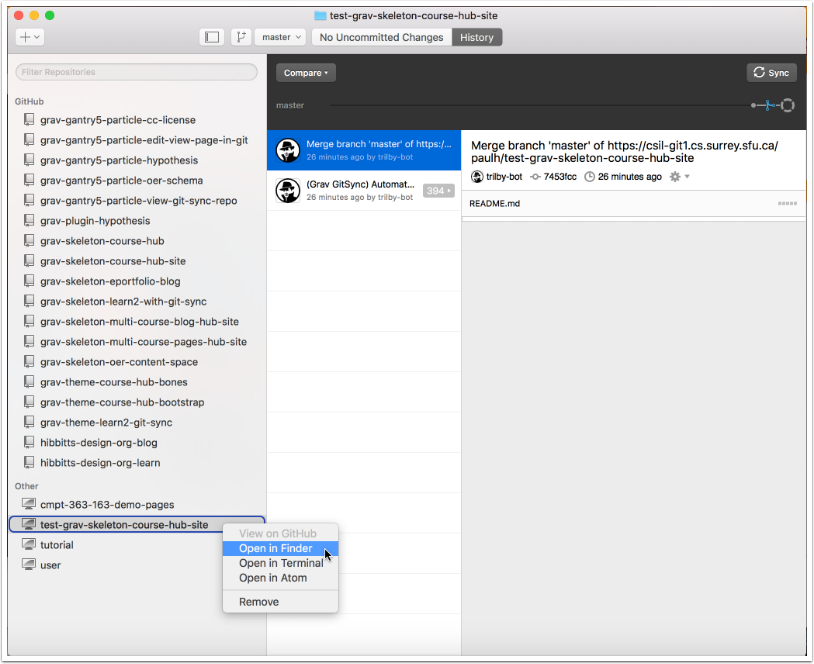 test-grav-skeleton-course-hub-site
master
No Uncommitted Changes
History
Filter Repositories
GitHub
grav-gantry5-particle-cc-license
grav-gantry5-particle-edit-view-page-in-git
grav-gantry5-particle-hypothesis
grav-gantry5-particle-oer-schema
grav-gantry5-particle-view-git-sync-repo
grav-plugin-hypothesis
grav-skeleton-course-hub
grav-skeleton-course-hub-site
grav-skeleton-eportfolio-blog
grav-skeleton-learn2-with-git-sync
grav-skeleton-multi-course-blog-hub-site
grav-skeleton-multi-course-pages-hub-site
grav-skeleton-oer-content-space
grav-theme-course-hub-bones
grav-theme-course-hub-bootstrap
grav-theme-learn2-git-sync
hibbitts-design-org-blog
hibbitts-design-org-learn
Other
cmpt-363-163-demo-pages
test-grav-skeleton-course-hub-site
tutorial
user
View on GitHub
Open in Finder
Open in Terminal
Open in Atom
Remove
Compare
Sync
master
Merge branch 'master' of https:/...
26 minutes ago by trilby-bot
(Grav GitSync) Automat...
26 minutes ago by trilby-bot
394
Merge branch 'master' of https://csil-git1.cs.surrey.sfu.ca/
paulh/test-grav-skeleton-course-hub-site
trilby-bot 7453fcc 26 minutes ago
README.md